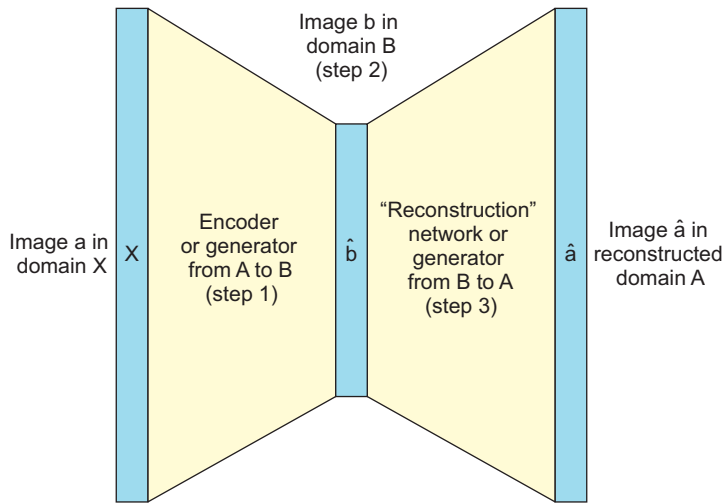 Image b in
domain B
(step 2)
Image a in
domain X
X
Encoder
or generator
from A to B
(step 1)
b̂
“Reconstruction”
network or
generator
from B to A
(step 3)
â
Image â in
reconstructed
domain A